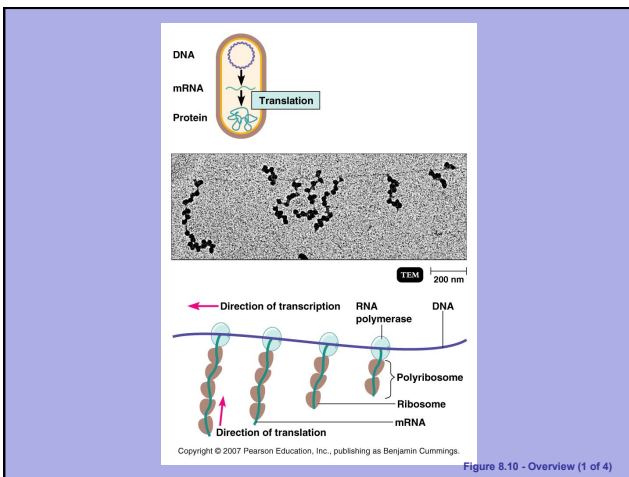 DNA
mRNA
Translation
Protein
TEM
200 nm
Direction of transcription
RNA
polymerase
DNA
Polyribosome
Ribosome
mRNA
Direction of translation
Copyright © 2007 Pearson Education, Inc., publishing as Benjamin Cummings.
Figure 8.10 - Overview (1 of 4)